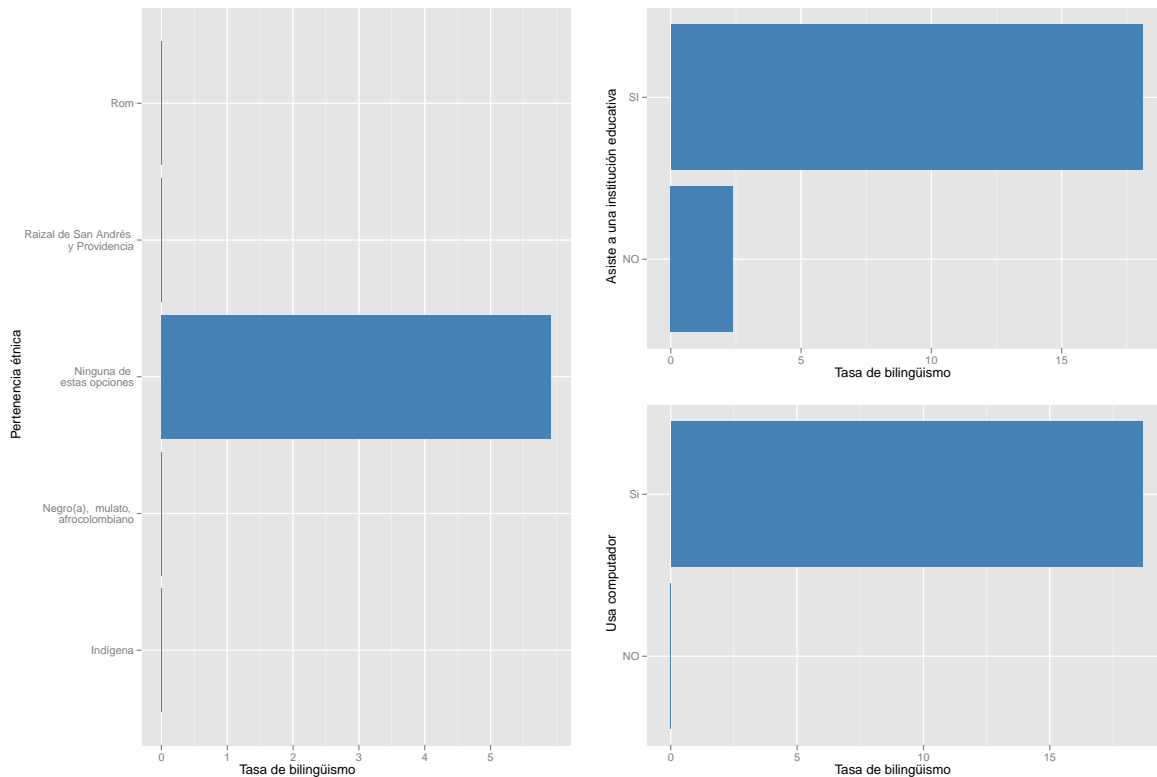 Pertenencia étnica
Rom
Raizal de San Andrés
y Providencia
Ninguna de
estas opciones
Negro(a),  mulato,
afrocolombiano
Indígena
0 1 2 3 4 5
Tasa de bilingüismo
Asiste a una institución educativa
SI
NO
0 5 10 15
Tasa de bilingüismo
Usa computador
Si
NO
0 5 10 15
Tasa de bilingüismo